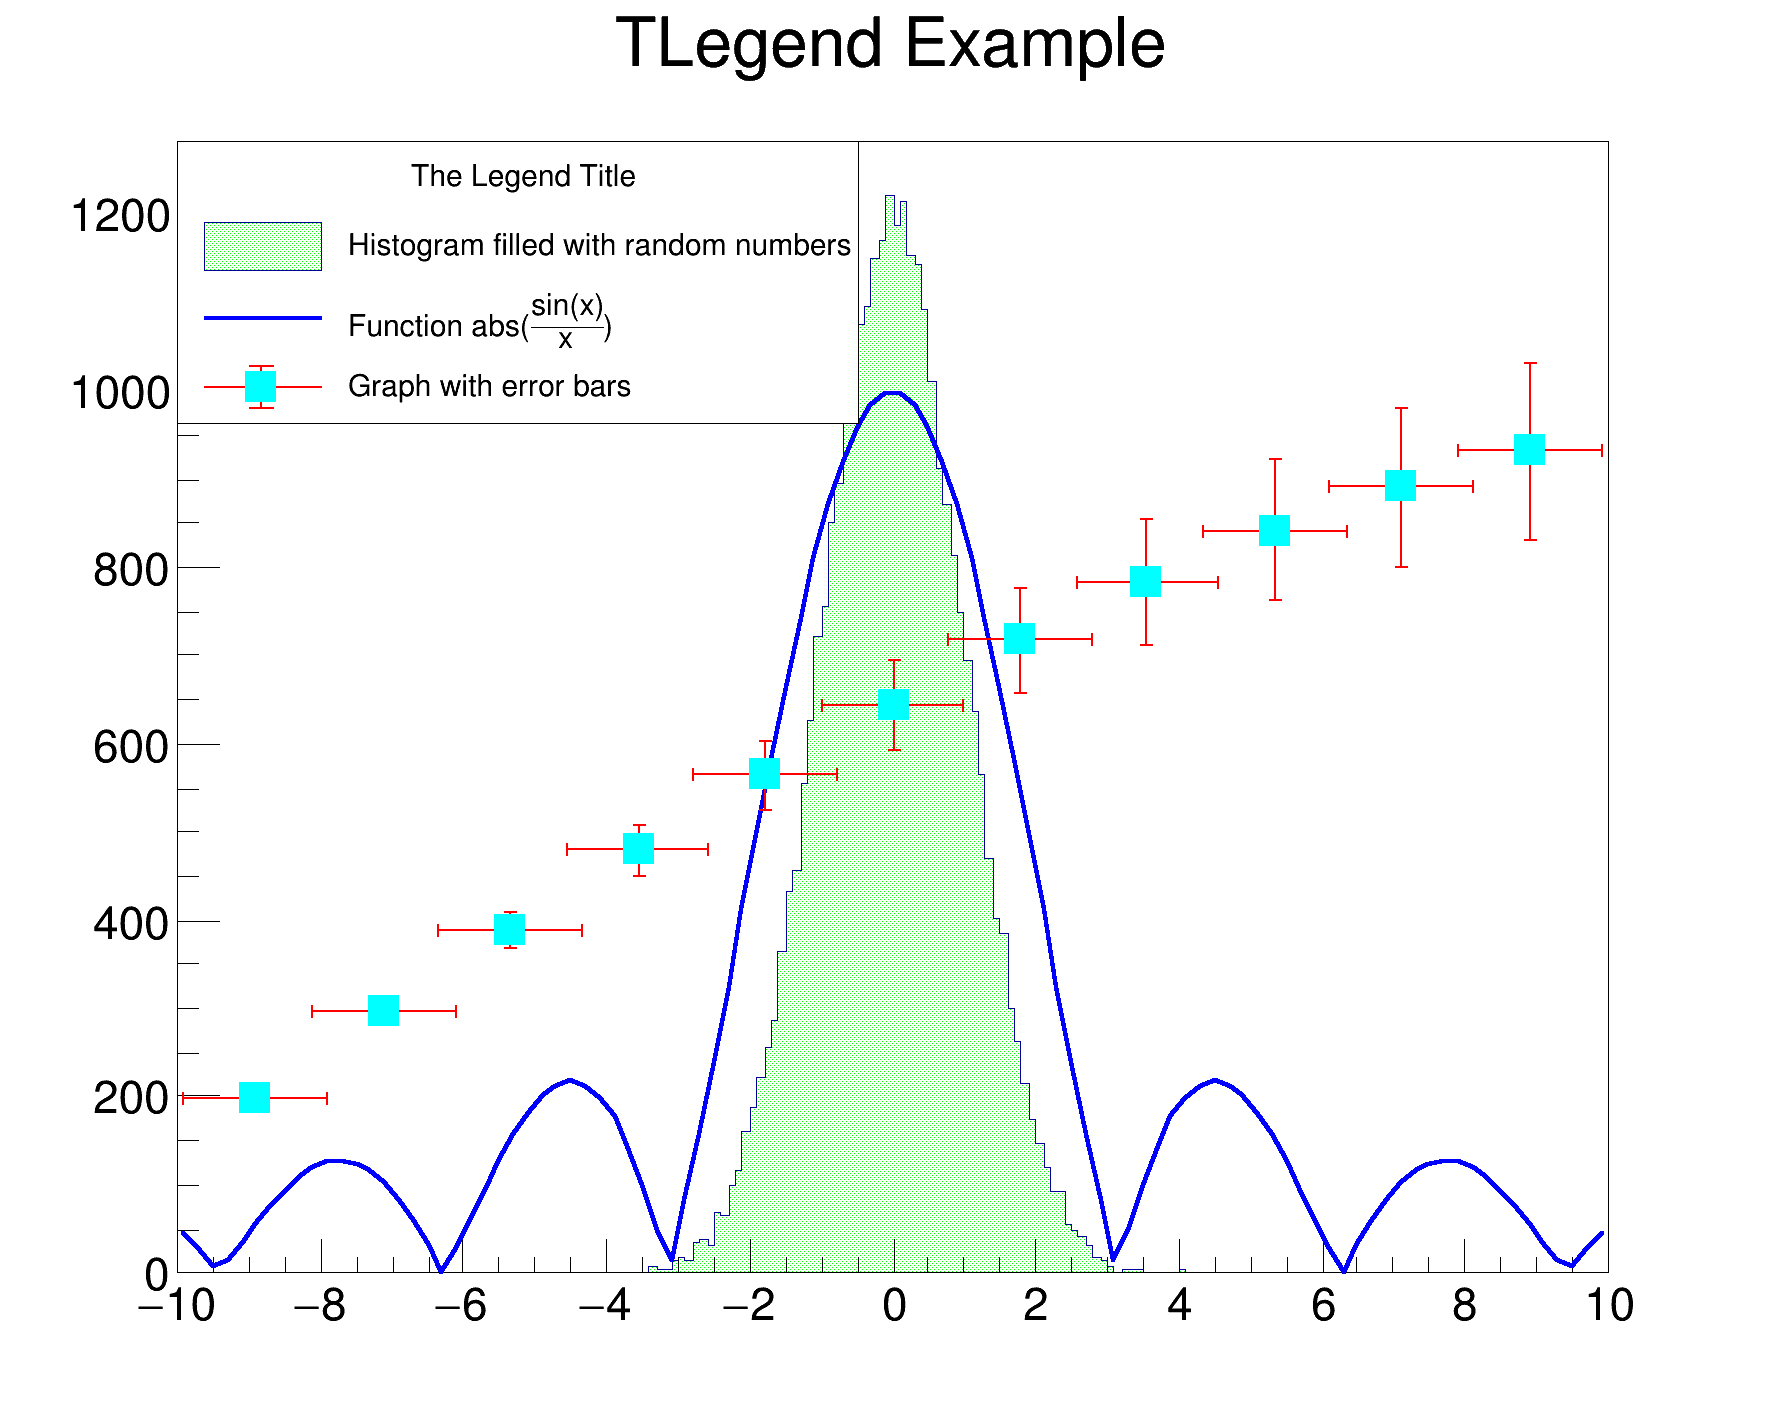 TLegend Example
The Legend Title
Histogram filled with random numbers
Function abs(sin(x)/x)
Graph with error bars
1200
1000
800
600
400
200
0
−10 −8 −6 −4 −2 0 2 4 6 8 10